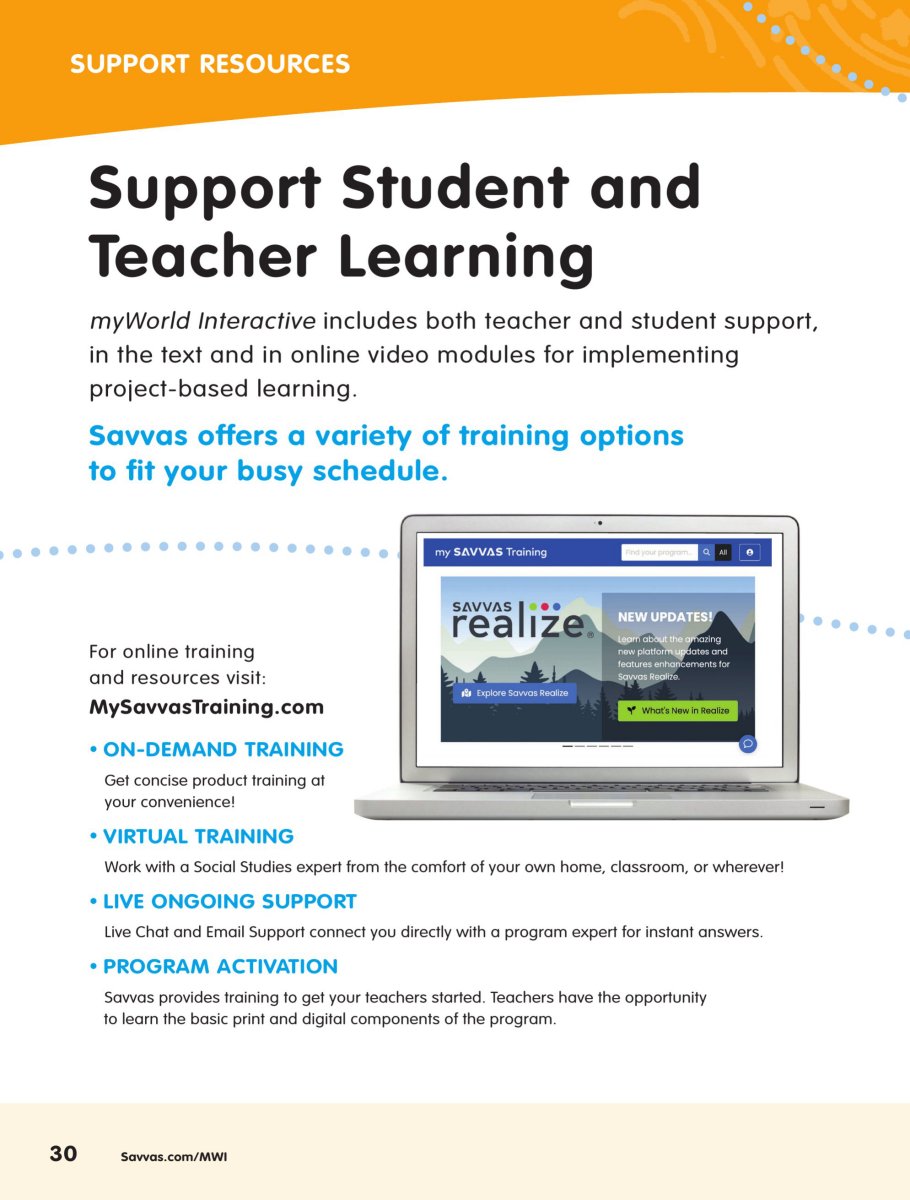 SUPPORT RESOURCES
Support Student and
Teacher Learning
myWorld Interactive includes both teacher and student support,
in the text and in online video modules for implementing
project-based learning.
Savvas offers a variety of training options
to fit your busy schedule.
my SAVVAS Training
Find your program...
All
SAVVAS
realize®
NEW UPDATES!
Learn about the amazing
new platform updates and
features enhancements for
Savvas Realize.
Explore Savvas Realize
What's New in Realize
For online training
and resources visit:
MySavvasTraining.com
• ON-DEMAND TRAINING
Get concise product training at
your convenience!
• VIRTUAL TRAINING
Work with a Social Studies expert from the comfort of your own home, classroom, or wherever!
• LIVE ONGOING SUPPORT
Live Chat and Email Support connect you directly with a program expert for instant answers.
• PROGRAM ACTIVATION
Savvas provides training to get your teachers started. Teachers have the opportunity
to learn the basic print and digital components of the program.
30 Savvas.com/MWI